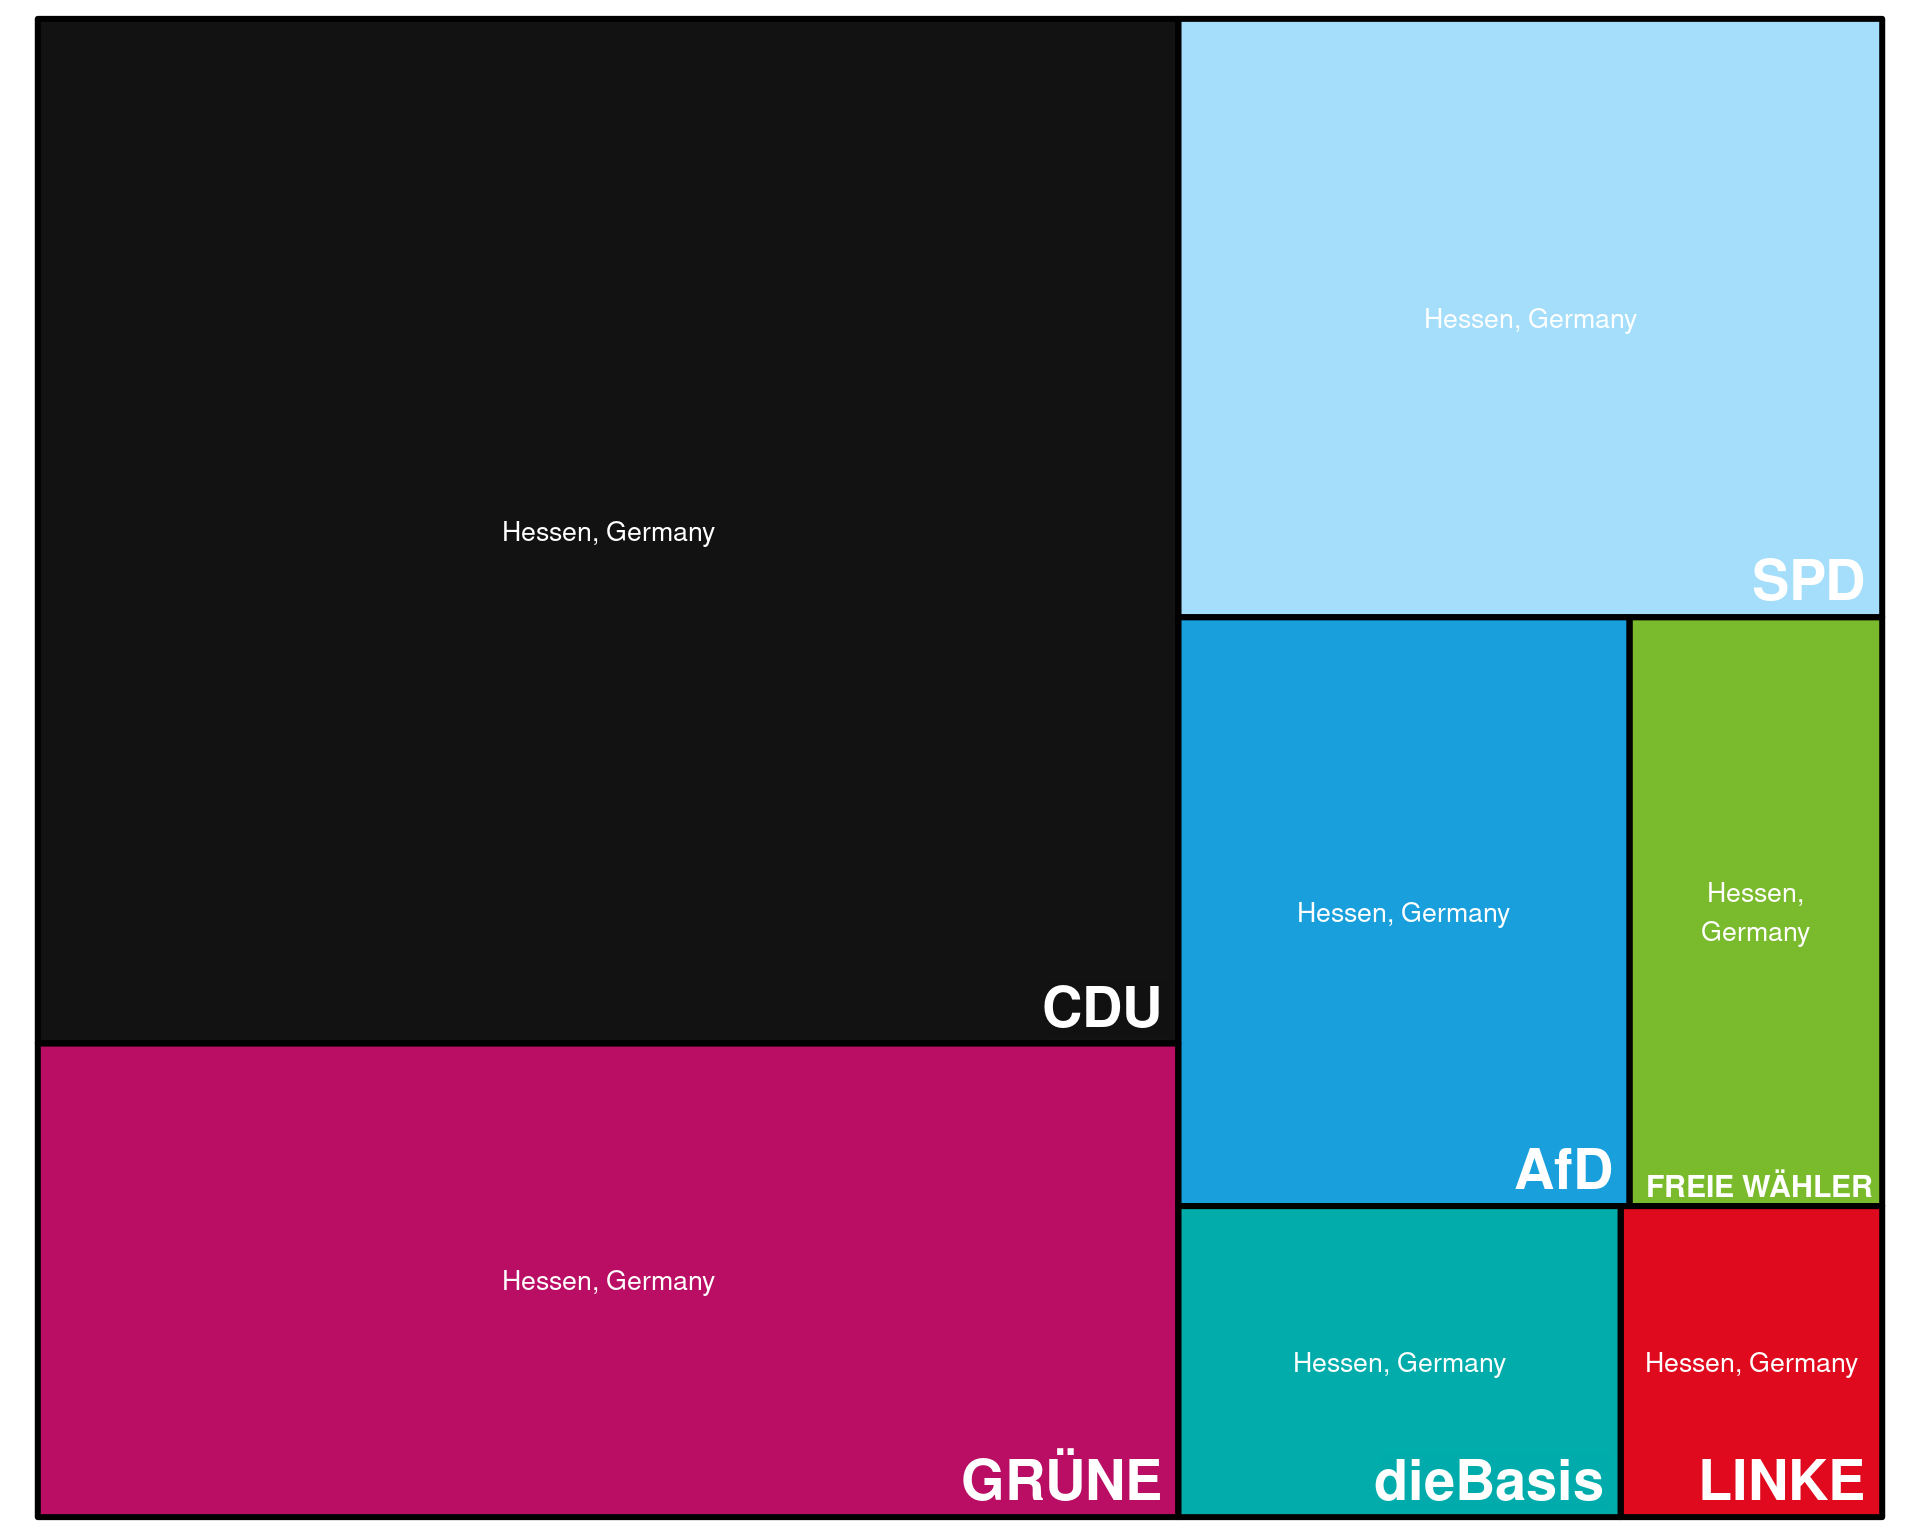 Hessen, Germany
CDU
Hessen, Germany
GRÜNE
Hessen, Germany
SPD
Hessen, Germany
AfD
Hessen,
Germany
FREIE WÄHLER
Hessen, Germany
dieBasis
Hessen, Germany
LINKE